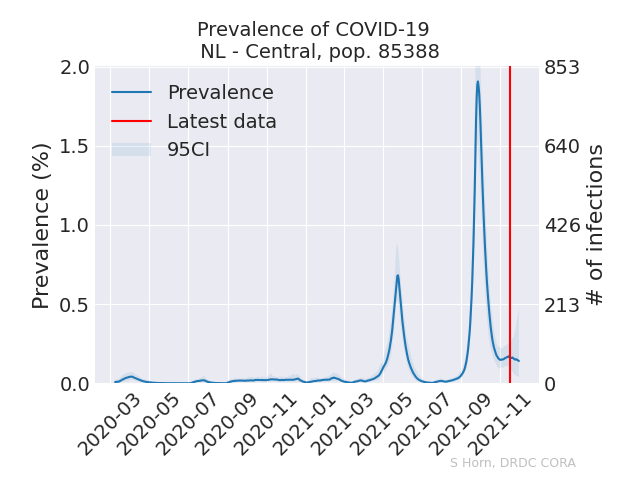 Prevalence of COVID-19
NL - Central, pop. 85388
Prevalence (%)
2.0
1.5
1.0
0.5
0.0
Prevalence
Latest data
95CI
853
640
426
213
0
# of infections
2020-03
2020-05
2020-07
2020-09
2020-11
2021-01
2021-03
2021-05
2021-07
2021-09
2021-11
S Horn, DRDC CORA